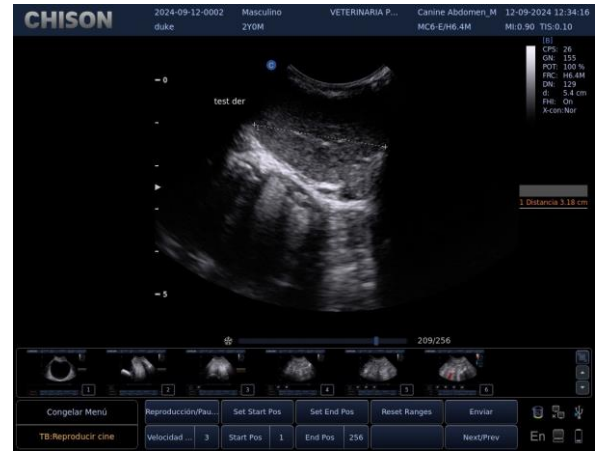 CHISON
2024-09-12-0002 Masculino VETERINARIA P... Canine Abdomen_M 12-09-2024 12:34:16
duke 2Y0M MC6-E/H6.4M MI:0.90 TIS:0.10
[B]
CPS: 26
GN: 155
POT: 100 %
FRC: H6.4M
DN: 129
d: 5.4 cm
FHI: On
X-con:Nor
C
0
test der
1 Distancia 3.18 cm
5
209/256
1 2 3 4 5 6
Congelar Menú Reproducción/Pau... Set Start Pos Set End Pos Reset Ranges Enviar
TB:Reproducir cine Velocidad ... 3 Start Pos 1 End Pos 256 Next/Prev En